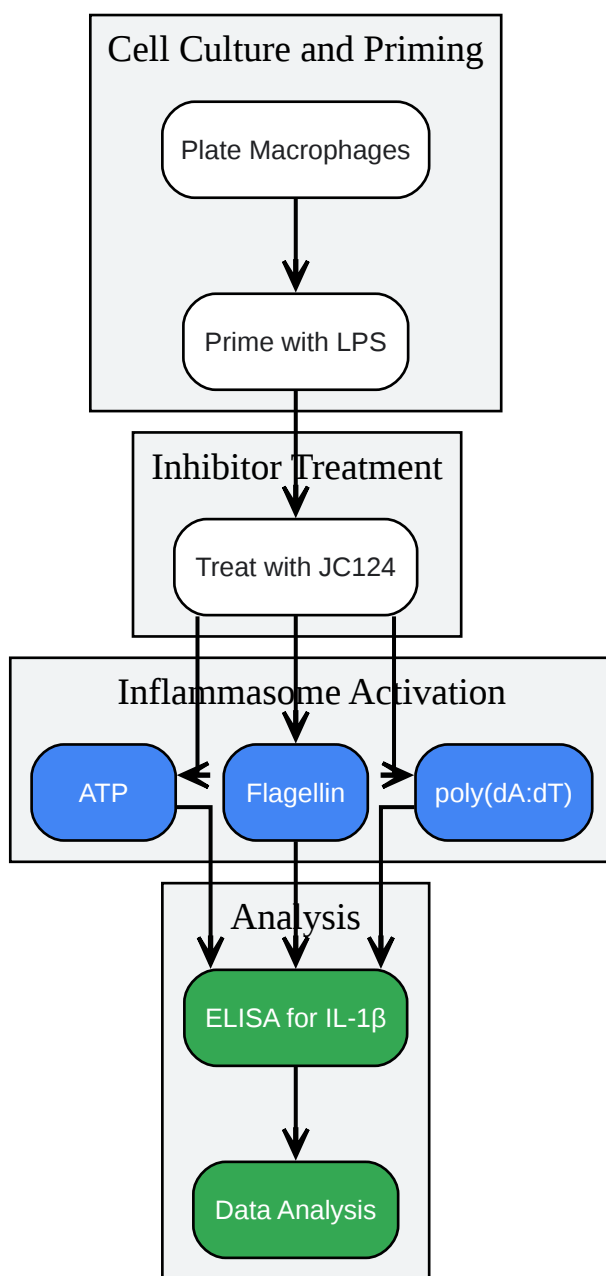 Cell Culture and Priming
Plate Macrophages
Prime with LPS
Inhibitor Treatment
Treat with JC124
Inflammasome Activation
ATP
Flagellin
poly(dA:dT)
Analysis
ELISA for IL-1β
Data Analysis